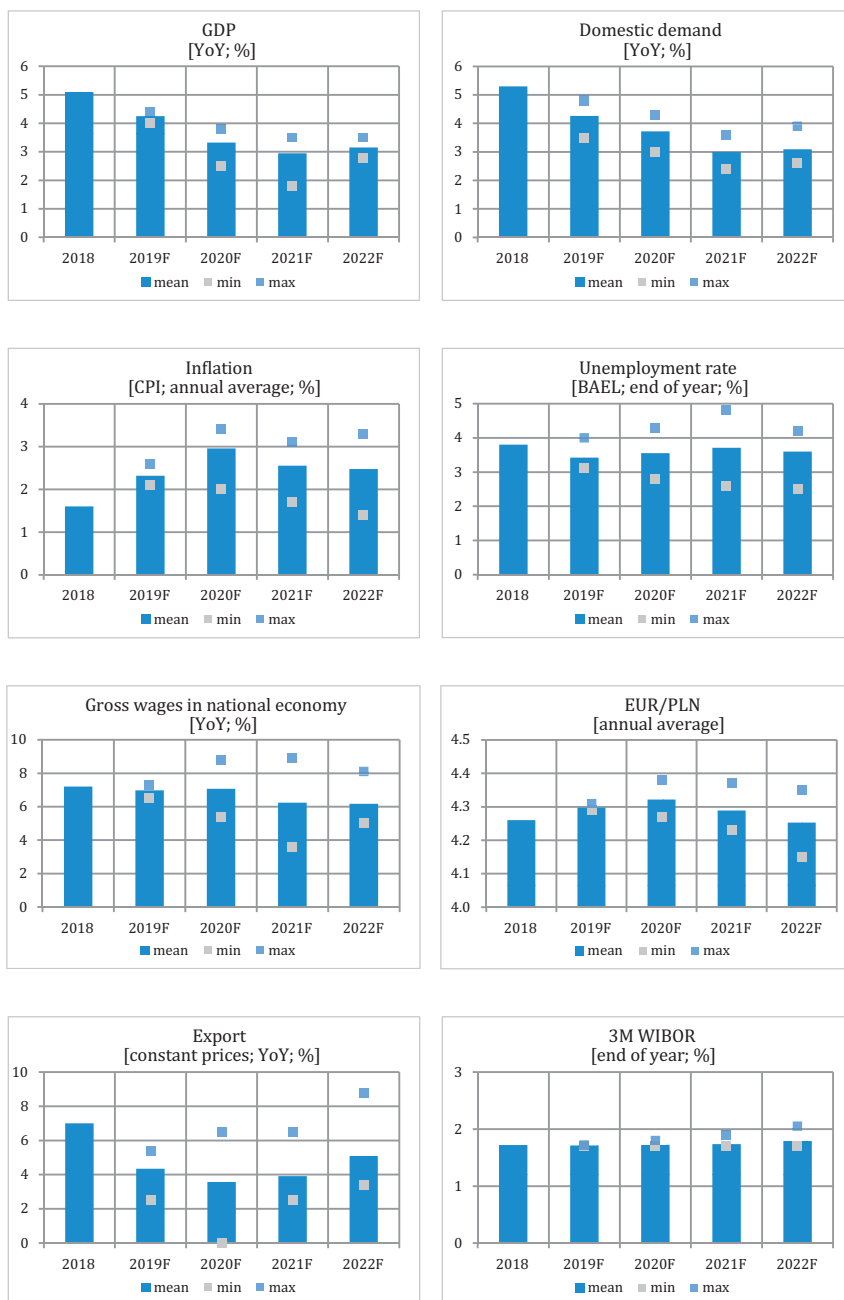 GDP
[YoY; %]
6
5
4
3
2
1
0
2018 2019F 2020F 2021F 2022F
mean min max
Domestic demand
[YoY; %]
6
5
4
3
2
1
0
2018 2019F 2020F 2021F 2022F
mean min max
Inflation
[CPI; annual average; %]
4
3
2
1
0
2018 2019F 2020F 2021F 2022F
mean min max
Unemployment rate
[BAEL; end of year; %]
5
4
3
2
1
0
2018 2019F 2020F 2021F 2022F
mean min max
Gross wages in national economy
[YoY; %]
10
8
6
4
2
0
2018 2019F 2020F 2021F 2022F
mean min max
EUR/PLN
[annual average]
4.5
4.4
4.3
4.2
4.1
4.0
2018 2019F 2020F 2021F 2022F
mean min max
Export
[constant prices; YoY; %]
10
8
6
4
2
0
2018 2019F 2020F 2021F 2022F
mean min max
3M WIBOR
[end of year; %]
3
2
1
0
2018 2019F 2020F 2021F 2022F
mean min max